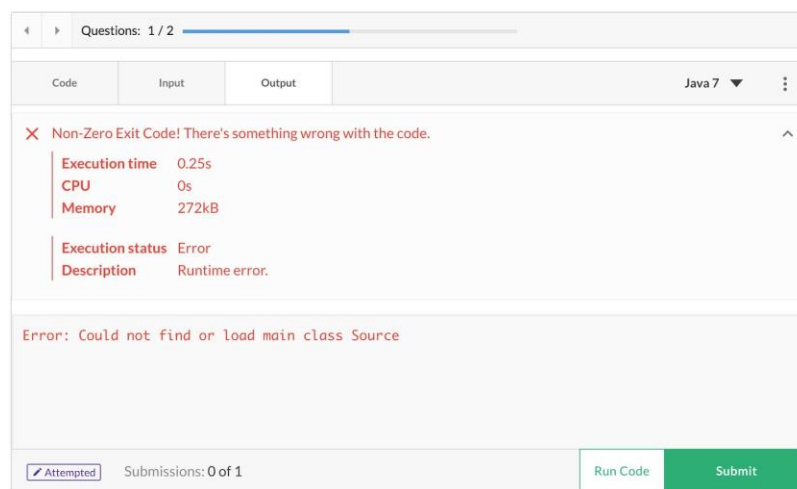 Questions: 1 / 2
Code Input Output Java 7
Non-Zero Exit Code! There's something wrong with the code.
Execution time 0.25s
CPU 0s
Memory 272kB
Execution status Error
Description Runtime error.
Error: Could not find or load main class Source
Attempted Submissions: 0 of 1 Run Code Submit